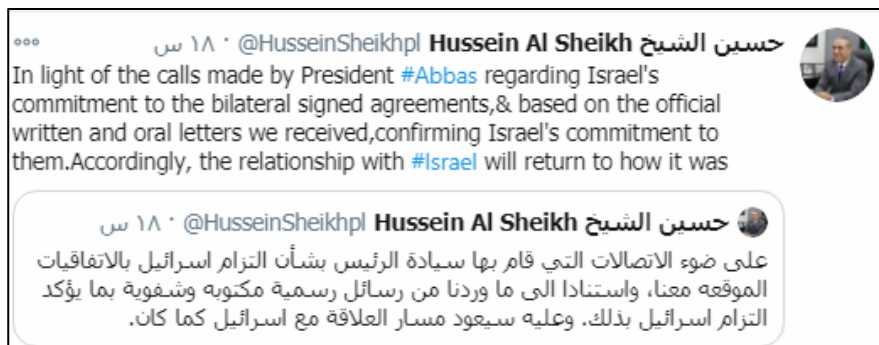 حسين الشيخ Hussein Al Sheikh @HusseinSheikhpl · ١٨ س
In light of the calls made by President #Abbas regarding Israel's
commitment to the bilateral signed agreements,& based on the official
written and oral letters we received,confirming Israel's commitment to
them.Accordingly, the relationship with #Israel will return to how it was
حسين الشيخ Hussein Al Sheikh @HusseinSheikhpl · ١٨ س
على ضوء الاتصالات التي قام بها سيادة الرئيس بشأن التزام اسرائيل بالاتفاقيات
الموقعه معنا، واستنادا الى ما وردنا من رسائل رسمية مكتوبه وشفوية بما يؤكد
التزام اسرائيل بذلك. وعليه سيعود مسار العلاقة مع اسرائيل كما كان.